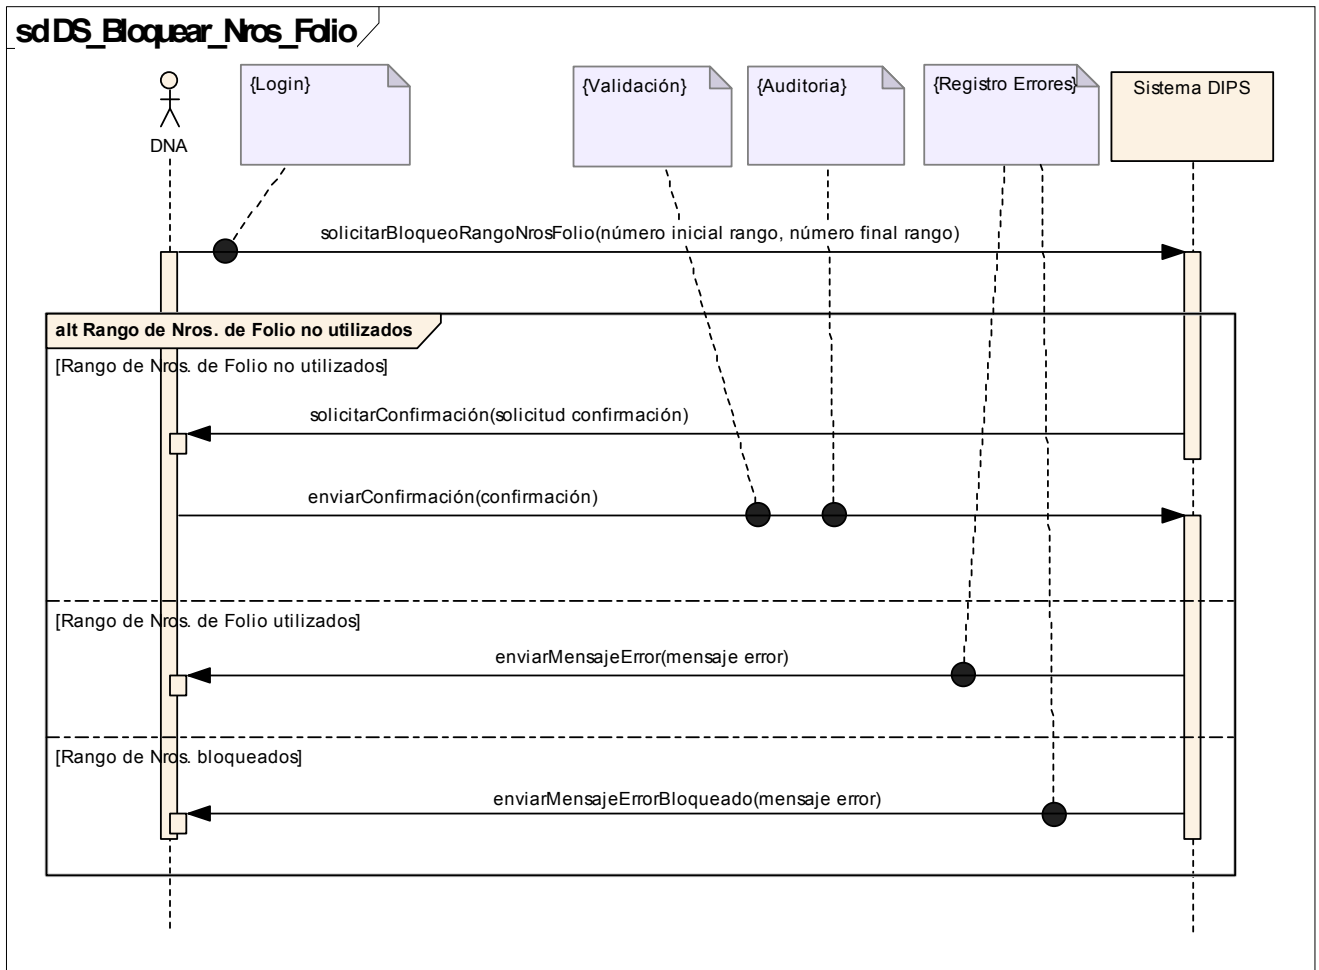 sd DS_Bloquear_Nros_Folio
DNA
{Login}
{Validación}
{Auditoria}
{Registro Errores}
Sistema DIPS
solicitarBloqueoRangoNrosFolio(número inicial rango, número final rango)
alt Rango de Nros. de Folio no utilizados
[Rango de Nros. de Folio no utilizados]
solicitarConfirmación(solicitud confirmación)
enviarConfirmación(confirmación)
[Rango de Nros. de Folio utilizados]
enviarMensajeError(mensaje error)
[Rango de Nros. bloqueados]
enviarMensajeErrorBloqueado(mensaje error)